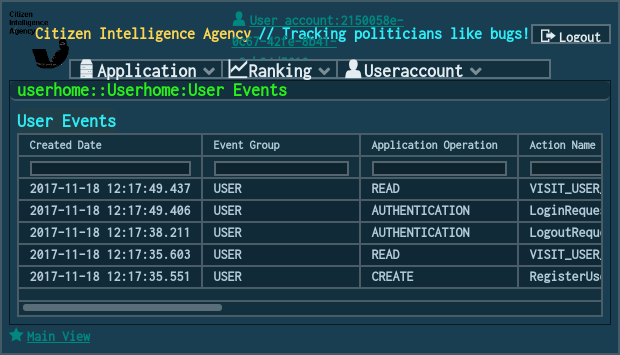 Citizen
Intelligence
Agency
User account:2150058e-
Citizen Intelligence Agency // Tracking politicians like bugs!
Logout
Application Ranking Useraccount
userhome::Userhome:User Events
User Events
Created Date Event Group Application Operation Action Name
2017-11-18 12:17:49.437 USER READ VISIT_USER_
2017-11-18 12:17:49.406 USER AUTHENTICATION LoginReques
2017-11-18 12:17:38.211 USER AUTHENTICATION LogoutReque
2017-11-18 12:17:35.603 USER READ VISIT_USER_
2017-11-18 12:17:35.551 USER CREATE RegisterUse
Main View